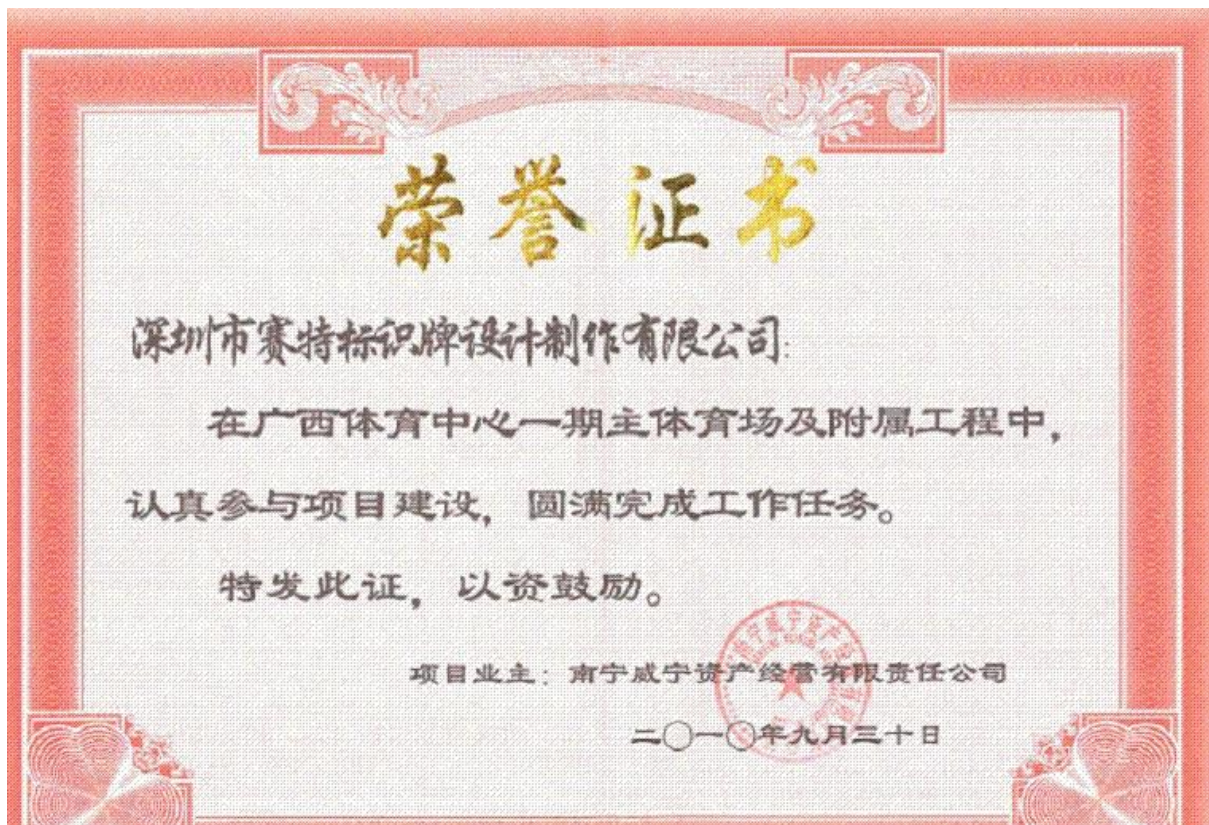 荣誉证书
深圳市赛特标识牌设计制作有限公司:
在广西体育中心一期主体育场及附属工程中,
认真参与项目建设, 圆满完成工作任务。
特发此证, 以资鼓励。
项目业主: 南宁威宁资产经营有限责任公司
二〇一〇年九月三十日